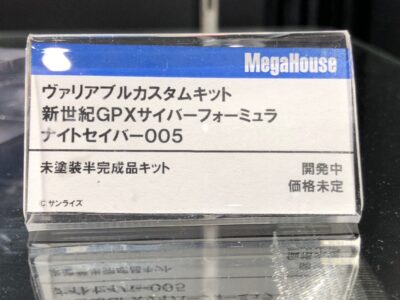 MegaHouse
ヴァリアブルカスタムキット
新世紀GPXサイバーフォーミュラ
ナイトセイバー005
未塗装半完成品キット
開発中
価格未定
©サンライズ